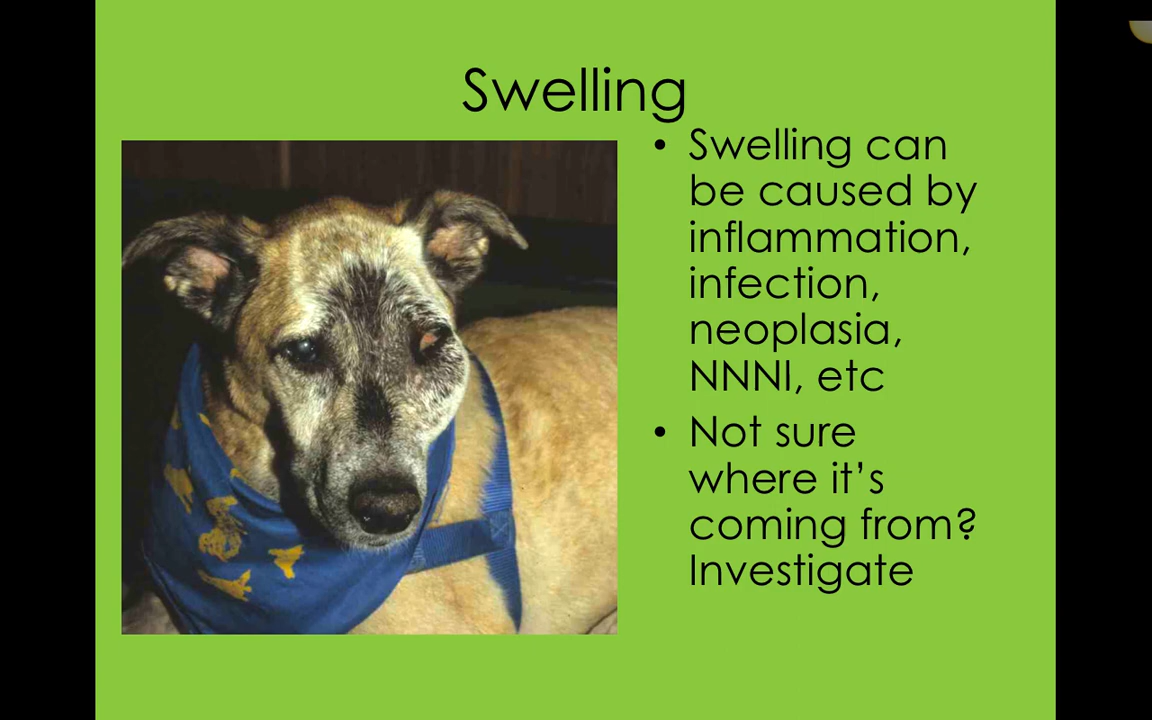 Swelling
• Swelling can
be caused by
inflammation,
infection,
neoplasia,
NNNI, etc
• Not sure
where it’s
coming from?
Investigate